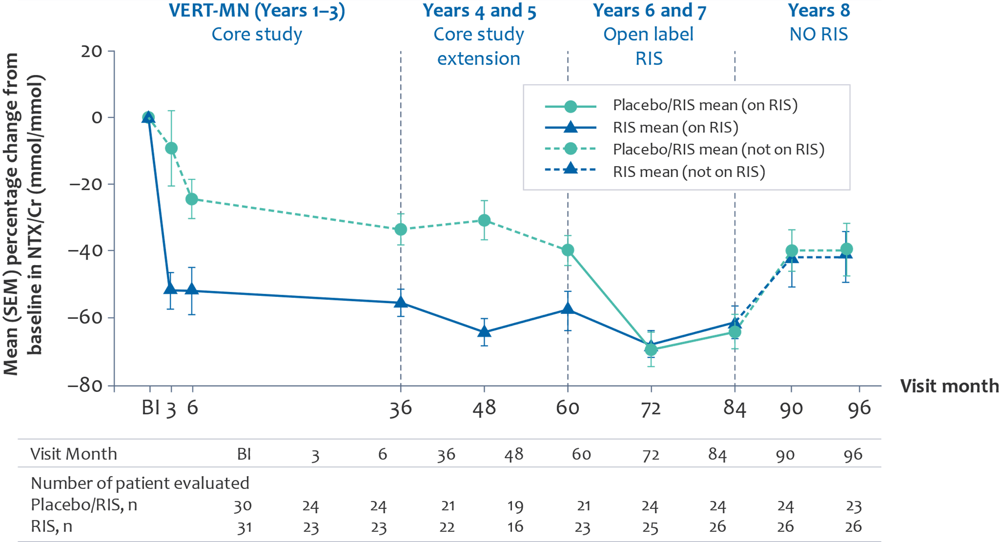 VERT-MN (Years 1–3)
Core study
Years 4 and 5
Core study
extension
Years 6 and 7
Open label
RIS
Years 8
NO RIS
Mean (SEM) percentage change from
baseline in NTX/Cr (mmol/mmol)
20
0
−20
−40
−60
−80
Placebo/RIS mean (on RIS)
RIS mean (on RIS)
Placebo/RIS mean (not on RIS)
RIS mean (not on RIS)
BI 3 6 36 48 60 72 84 90 96
Visit month
Visit Month BI 3 6 36 48 60 72 84 90 96
Number of patient evaluated
Placebo/RIS, n 30 24 24 21 19 21 24 24 24 23
RIS, n 31 23 23 22 16 23 25 26 26 26